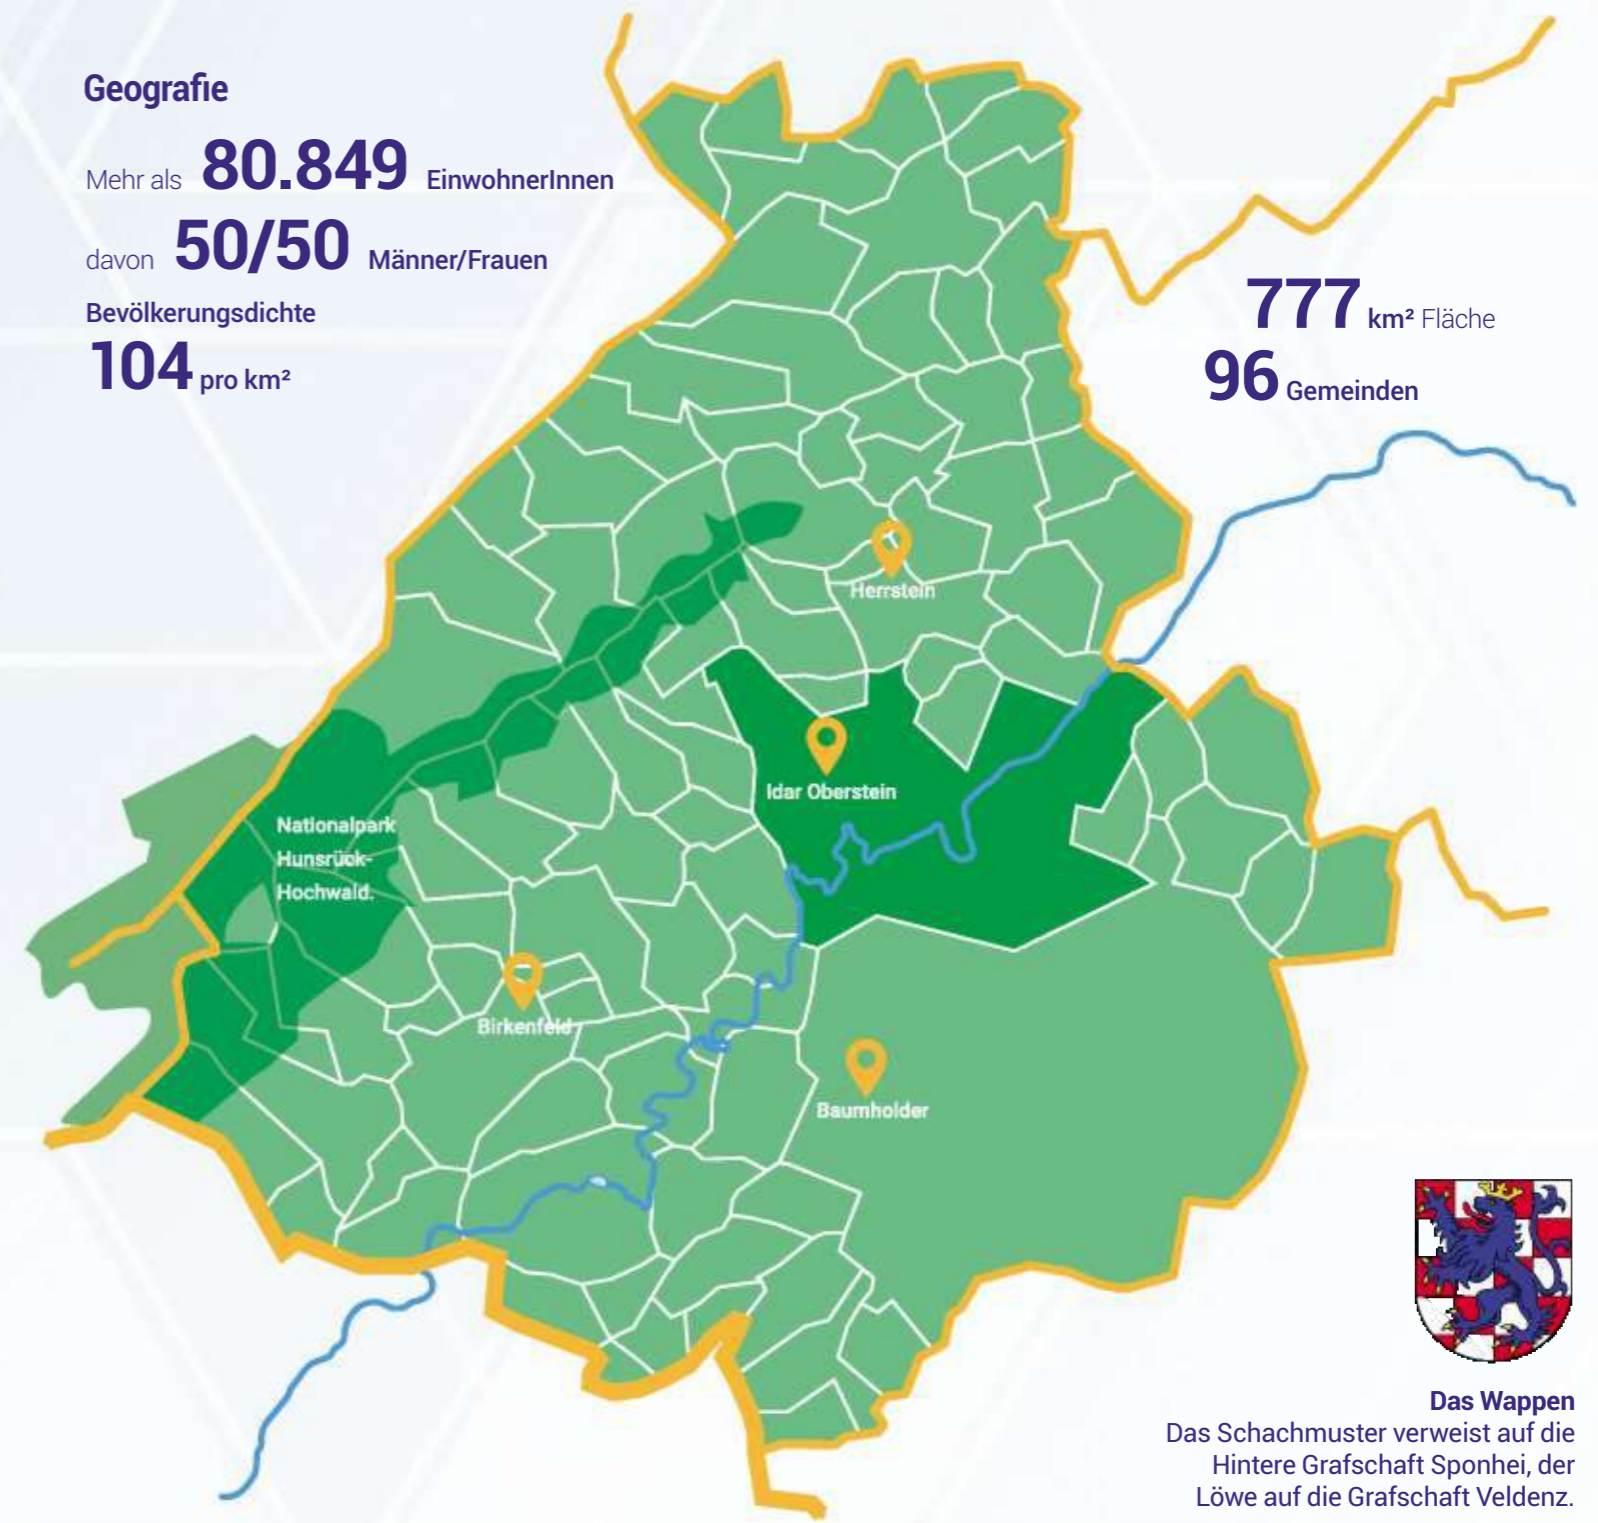 Geografie
Mehr als 80.849 EinwohnerInnen
davon 50/50 Männer/Frauen
Bevölkerungsdichte
104 pro km²
777 km² Fläche
96 Gemeinden
Herrstein
Idar Oberstein
Nationalpark
Hunsrück-
Hochwald.
Birkenfeld
Baumholder
Das Wappen
Das Schachmuster verweist auf die
Hintere Grafschaft Sponhei, der
Löwe auf die Grafschaft Veldenz.